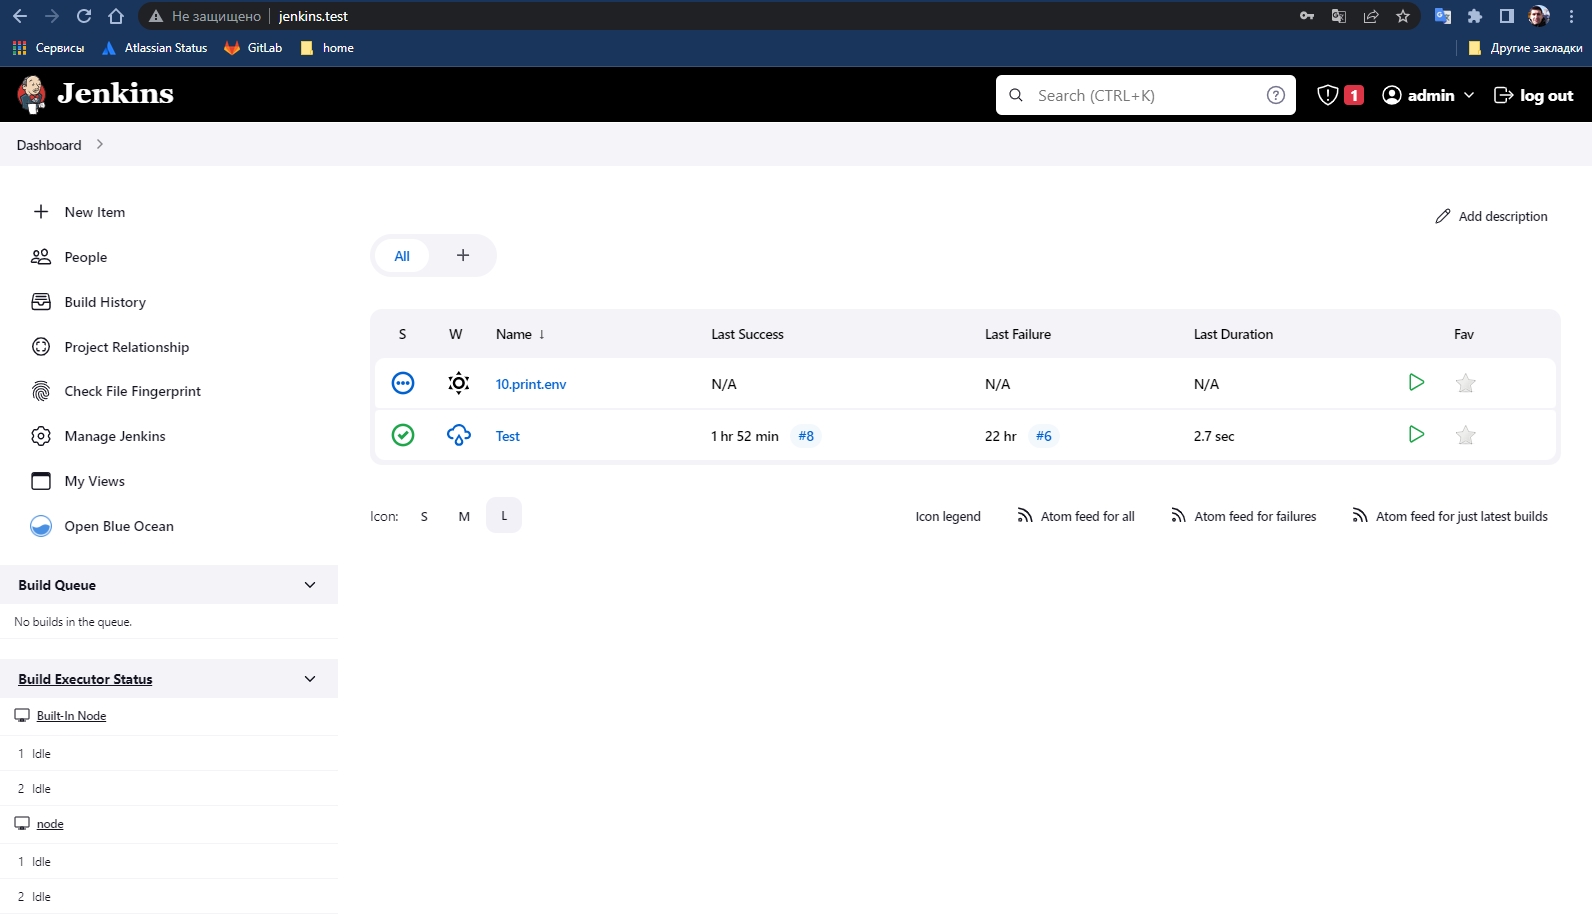 Не защищено jenkins.test
Сервисы Atlassian Status GitLab home Другие закладки
Jenkins Search (CTRL+K) 1 admin log out
Dashboard
New Item
People
Build History
Project Relationship
Check File Fingerprint
Manage Jenkins
My Views
Open Blue Ocean
Build Queue
No builds in the queue.
Build Executor Status
Built-In Node
1 Idle
2 Idle
node
1 Idle
2 Idle
Add description
All +
S W Name ↓ Last Success Last Failure Last Duration Fav
10.print.env N/A N/A N/A
Test 1 hr 52 min #8 22 hr #6 2.7 sec
Icon: S M L Icon legend Atom feed for all Atom feed for failures Atom feed for just latest builds